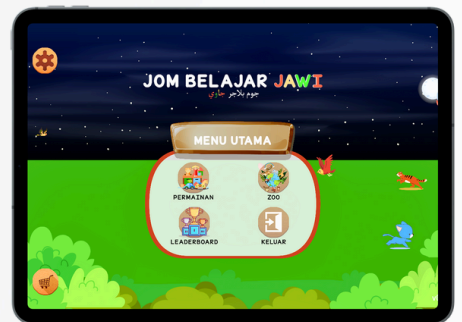 JOM BELAJAR JAWI
جوم بلاجر جاوي
MENU UTAMA
PERMAINAN
ZOO
LEADERBOARD
KELUAR